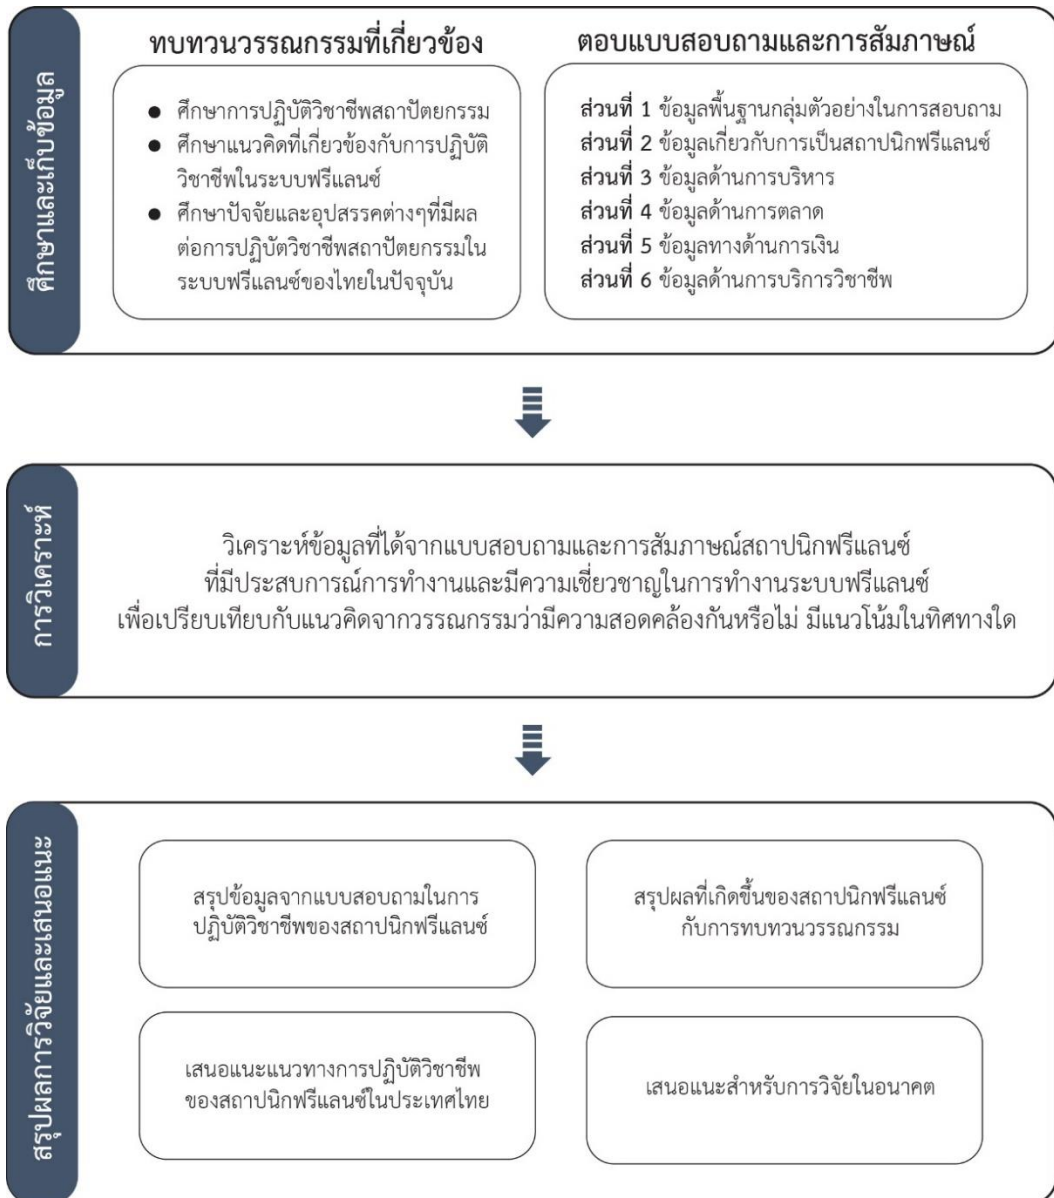 ศึกษาและเก็บข้อมูล
ทบทวนวรรณกรรมที่เกี่ยวข้อง
● ศึกษาการปฏิบัติวิชาชีพสถาปัตยกรรม
● ศึกษาแนวคิดที่เกี่ยวข้องกับการปฏิบัติ
วิชาชีพในระบบฟรีแลนซ์
● ศึกษาปัจจัยและอุปสรรคต่างๆที่มีผล
ต่อการปฏิบัตวิชาชีพสถาปัตยกรรมใน
ระบบฟรีแลนซ์ของไทยในปัจจุบัน
ตอบแบบสอบถามและการสัมภาษณ์
ส่วนที่ 1 ข้อมูลพื้นฐานกลุ่มตัวอย่างในการสอบถาม
ส่วนที่ 2 ข้อมูลเกี่ยวกับการเป็นสถาปนิกฟรีแลนซ์
ส่วนที่ 3 ข้อมูลด้านการบริหาร
ส่วนที่ 4 ข้อมูลด้านการตลาด
ส่วนที่ 5 ข้อมูลทางด้านการเงิน
ส่วนที่ 6 ข้อมูลด้านการบริการวิชาชีพ
การวิเคราะห์
วิเคราะห์ข้อมูลที่ได้จากแบบสอบถามและการสัมภาษณ์สถาปนิกฟรีแลนซ์
ที่มีประสบการณ์การทำงานและมีความเชี่ยวชาญในการทำงานระบบฟรีแลนซ์
เพื่อเปรียบเทียบกับแนวคิดจากวรรณกรรมว่ามีความสอดคล้องกันหรือไม่ มีแนวโน้มในทิศทางใด
สรุปผลการวิจัยและเสนอแนะ
สรุปข้อมูลจากแบบสอบถามในการ
ปฏิบัติวิชาชีพของสถาปนิกฟรีแลนซ์
สรุปผลที่เกิดขึ้นของสถาปนิกฟรีแลนซ์
กับการทบทวนวรรณกรรม
เสนอแนะแนวทางการปฏิบัติวิชาชีพ
ของสถาปนิกฟรีแลนซ์ในประเทศไทย
เสนอแนะสำหรับการวิจัยในอนาคต